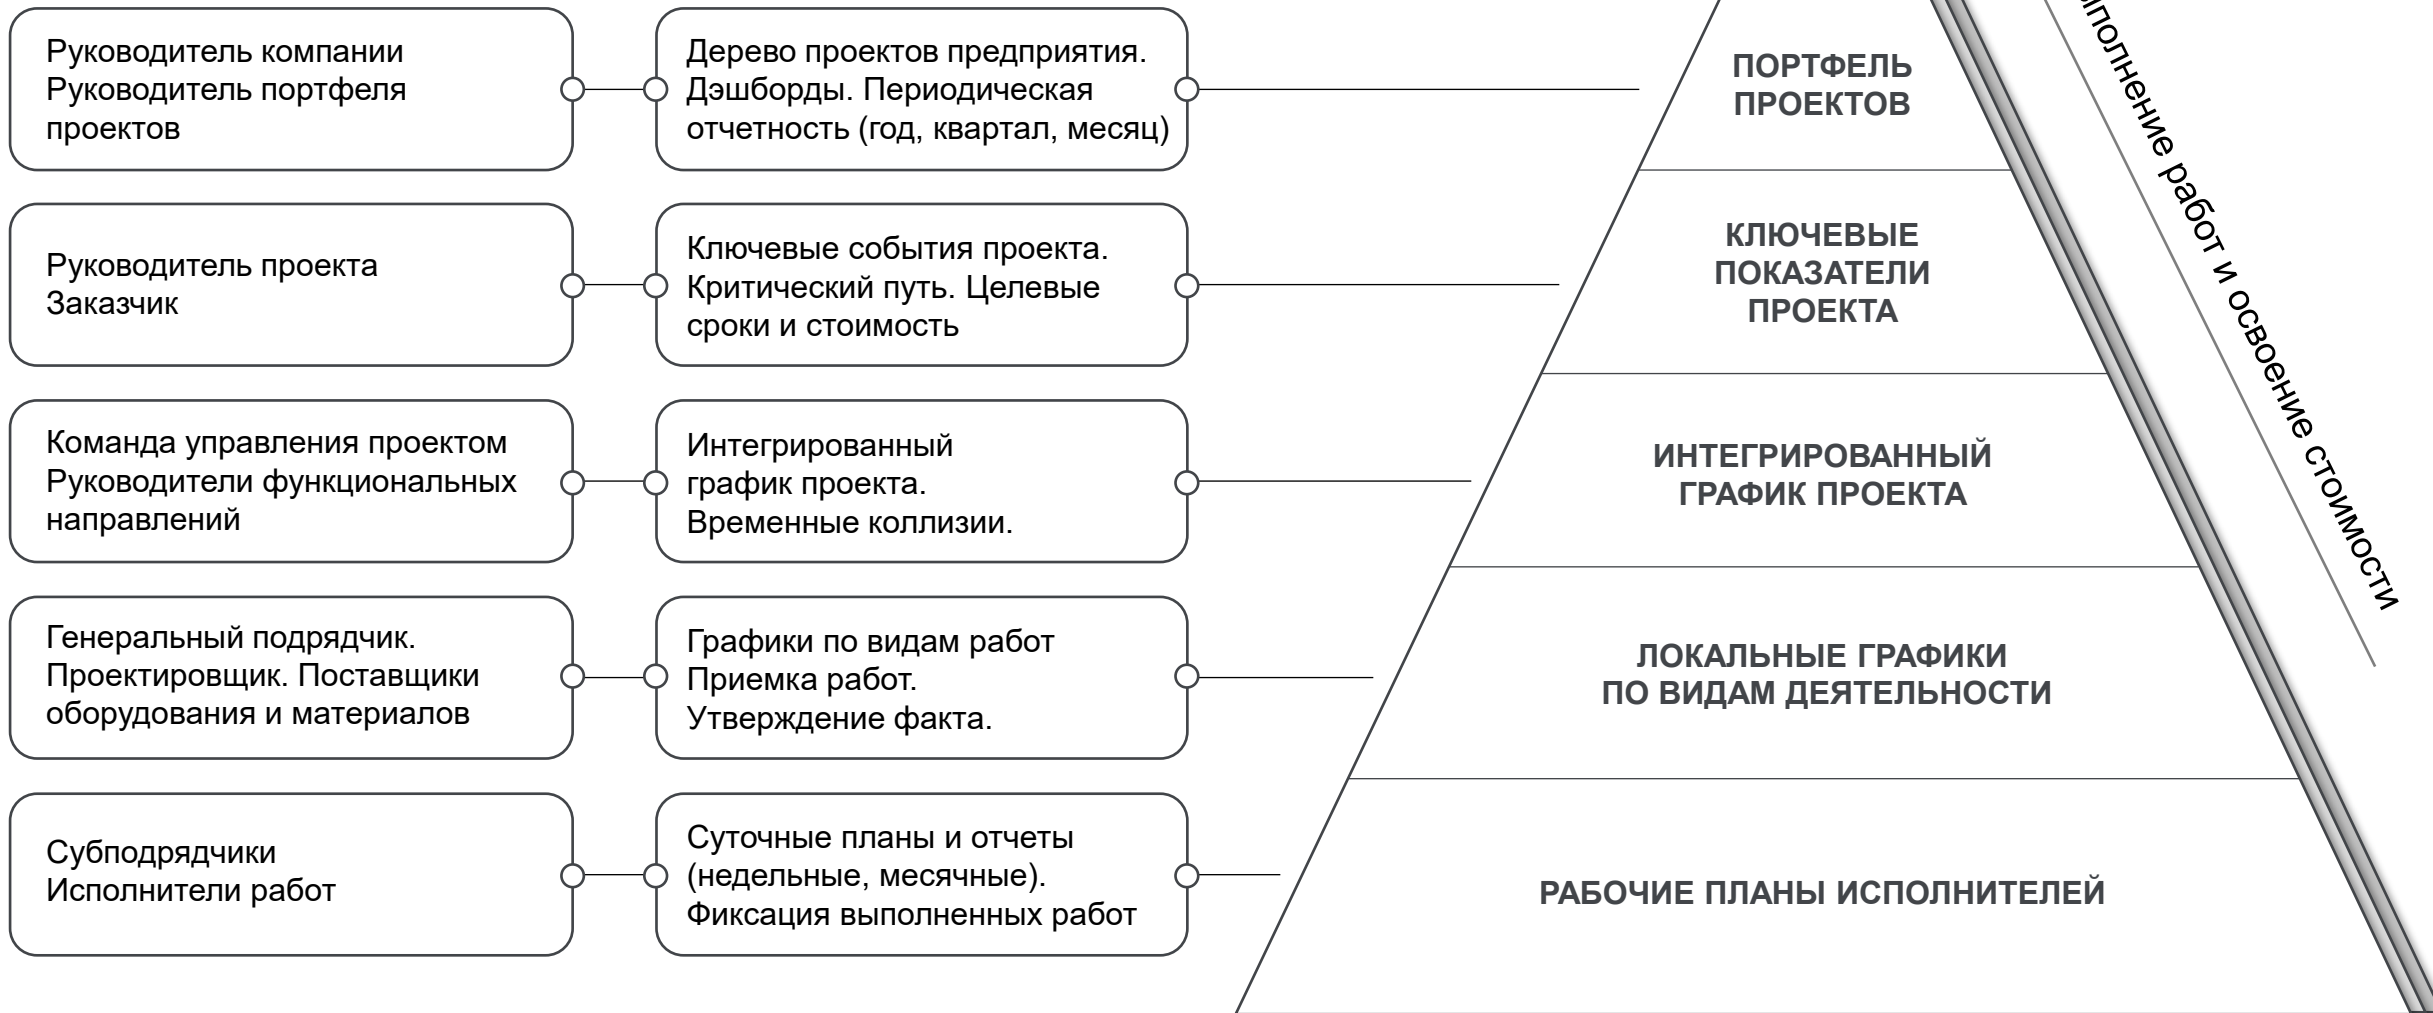 Руководитель компании
Руководитель портфеля
проектов
Дерево проектов предприятия.
Дэшборды. Периодическая
отчетность (год, квартал, месяц)
ПОРТФЕЛЬ
ПРОЕКТОВ
Руководитель проекта
Заказчик
Ключевые события проекта.
Критический путь. Целевые
сроки и стоимость
КЛЮЧЕВЫЕ
ПОКАЗАТЕЛИ
ПРОЕКТА
Команда управления проектом
Руководители функциональных
направлений
Интегрированный
график проекта.
Временные коллизии.
ИНТЕГРИРОВАННЫЙ
ГРАФИК ПРОЕКТА
Генеральный подрядчик.
Проектировщик. Поставщики
оборудования и материалов
Графики по видам работ
Приемка работ.
Утверждение факта.
ЛОКАЛЬНЫЕ ГРАФИКИ
ПО ВИДАМ ДЕЯТЕЛЬНОСТИ
Субподрядчики
Исполнители работ
Суточные планы и отчеты
(недельные, месячные).
Фиксация выполненных работ
РАБОЧИЕ ПЛАНЫ ИСПОЛНИТЕЛЕЙ
работ и освоение стоимости